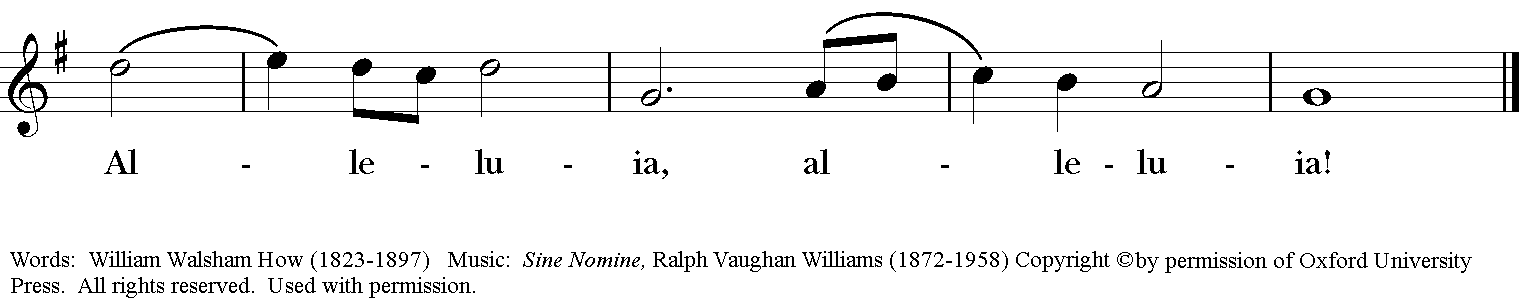 Al - le - lu - ia, al - le - lu - ia!
Words: William Walsham How (1823-1897) Music: Sine Nomine, Ralph Vaughan Williams (1872-1958) Copyright ©by permission of Oxford University
Press. All rights reserved. Used with permission.